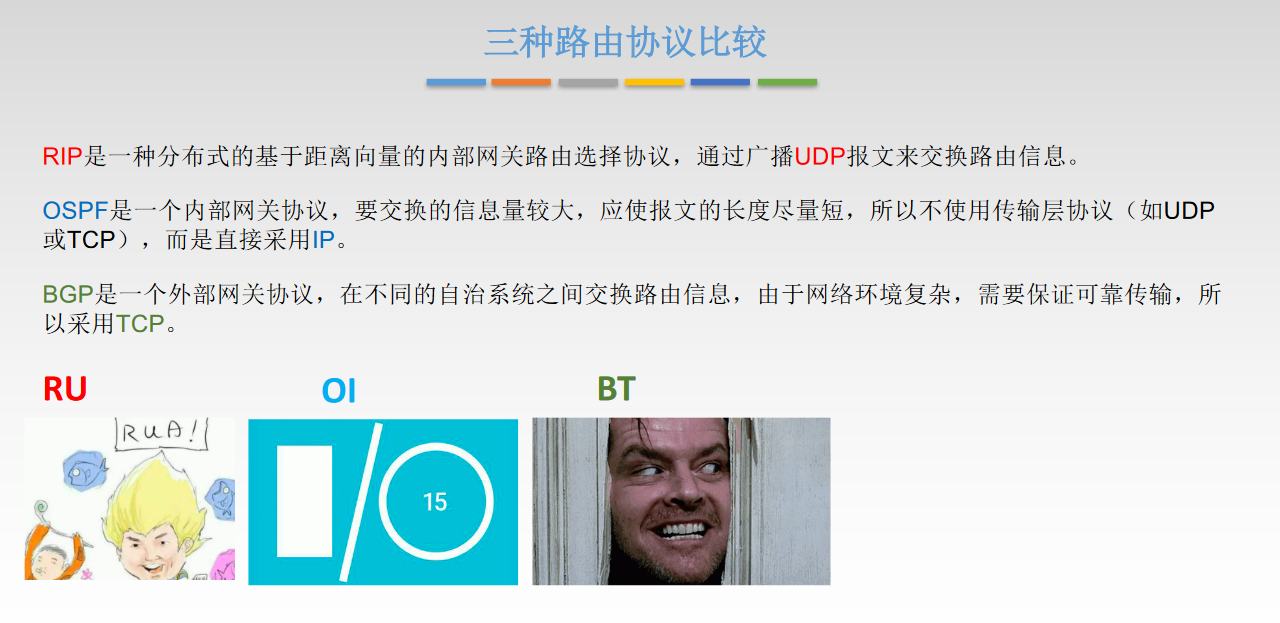 三种路由协议比较
RIP是一种分布式的基于距离向量的内部网关路由选择协议，通过广播UDP报文来交换路由信息。
OSPF是一个内部网关协议，要交换的信息量较大，应使报文的长度尽量短，所以不使用传输层协议（如UDP
或TCP），而是直接采用IP。
BGP是一个外部网关协议，在不同的自治系统之间交换路由信息，由于网络环境复杂，需要保证可靠传输，所
以采用TCP。
RU
OI
BT
RUA!
15